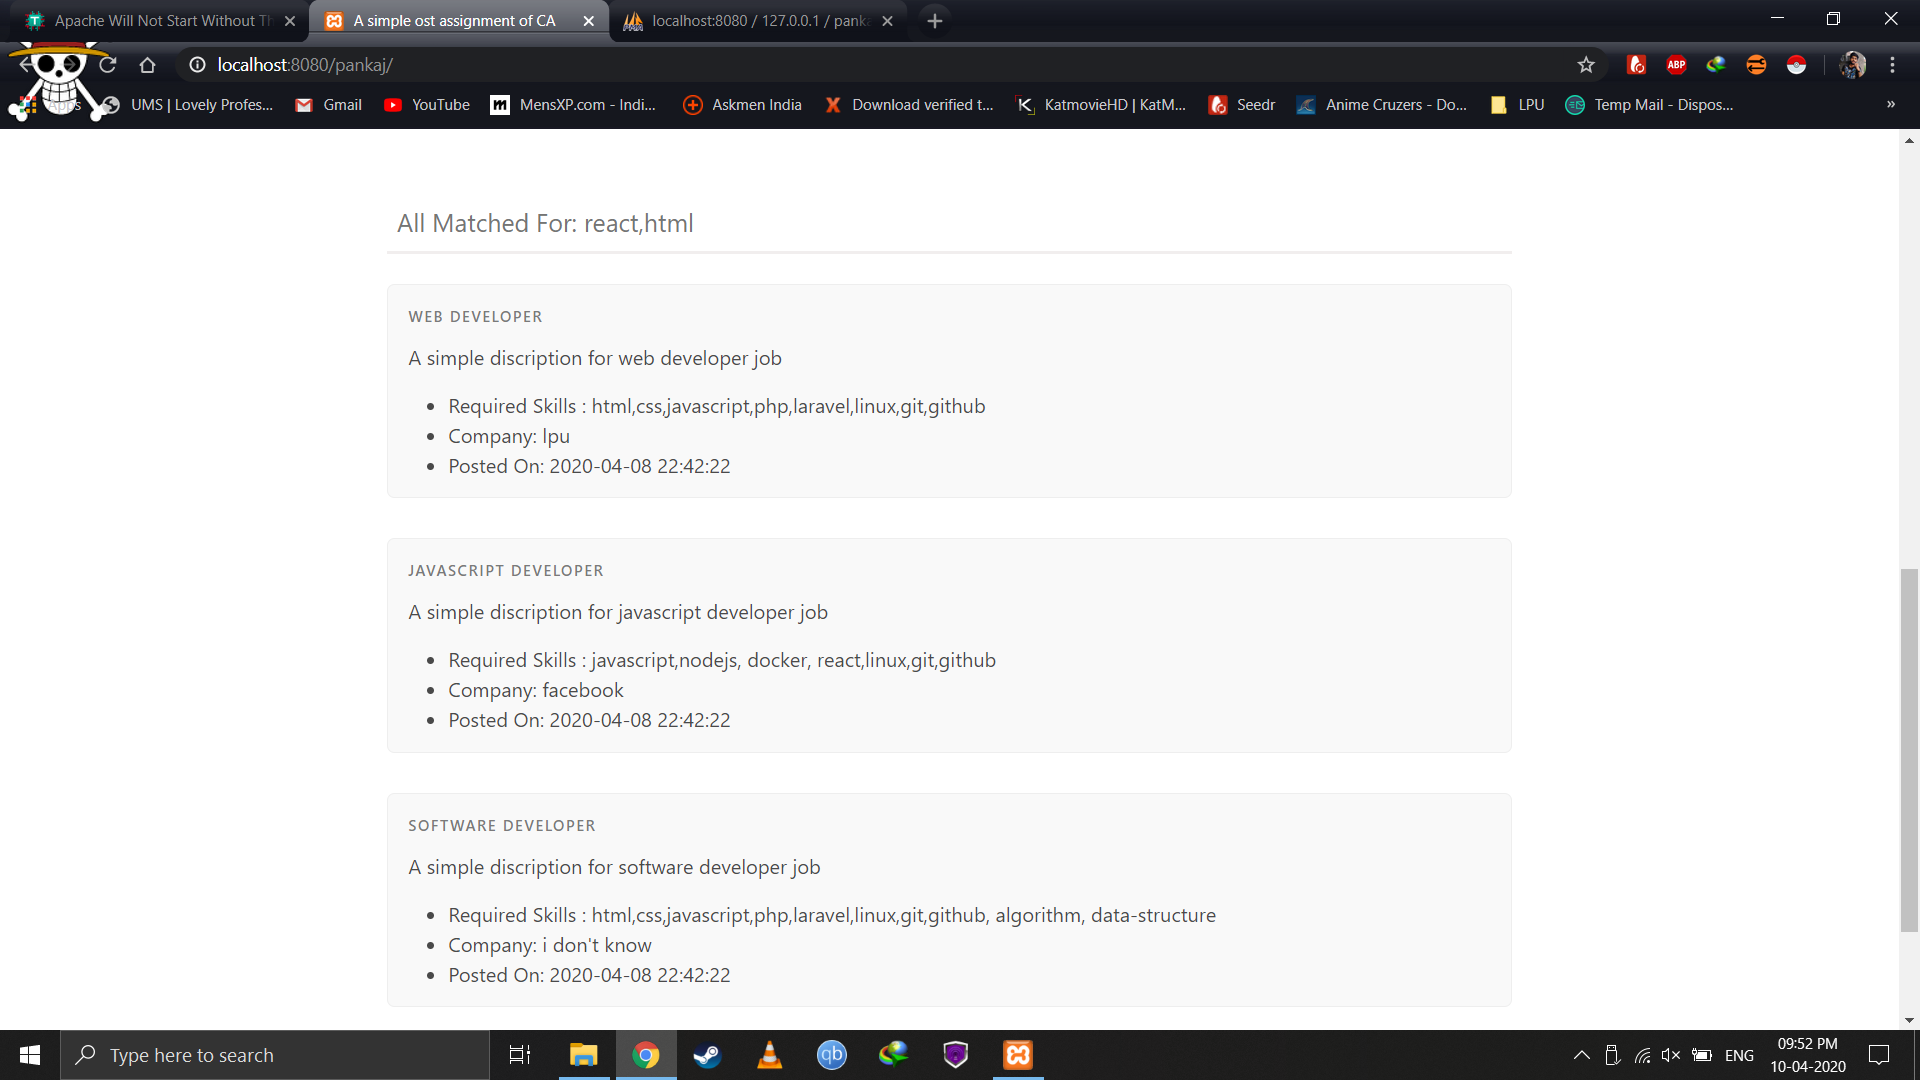 Apache Will Not Start Without Th
A simple ost assignment of CA
localhost:8080 / 127.0.0.1 / panka
localhost:8080/pankaj/
ABP
Apps
UMS | Lovely Profes...
Gmail
YouTube
m MensXP.com - Indi...
Askmen India
X Download verified t...
K KatmovieHD | KatM...
Seedr
Anime Cruzers - Do...
LPU
Temp Mail - Dispos...
»
All Matched For: react,html
WEB DEVELOPER
A simple discription for web developer job
Required Skills : html,css,javascript,php,laravel,linux,git,github
Company: lpu
Posted On: 2020-04-08 22:42:22
JAVASCRIPT DEVELOPER
A simple discription for javascript developer job
Required Skills : javascript,nodejs, docker, react,linux,git,github
Company: facebook
Posted On: 2020-04-08 22:42:22
SOFTWARE DEVELOPER
A simple discription for software developer job
Required Skills : html,css,javascript,php,laravel,linux,git,github, algorithm, data-structure
Company: i don't know
Posted On: 2020-04-08 22:42:22
Type here to search
qb
ENG
09:52 PM
10-04-2020